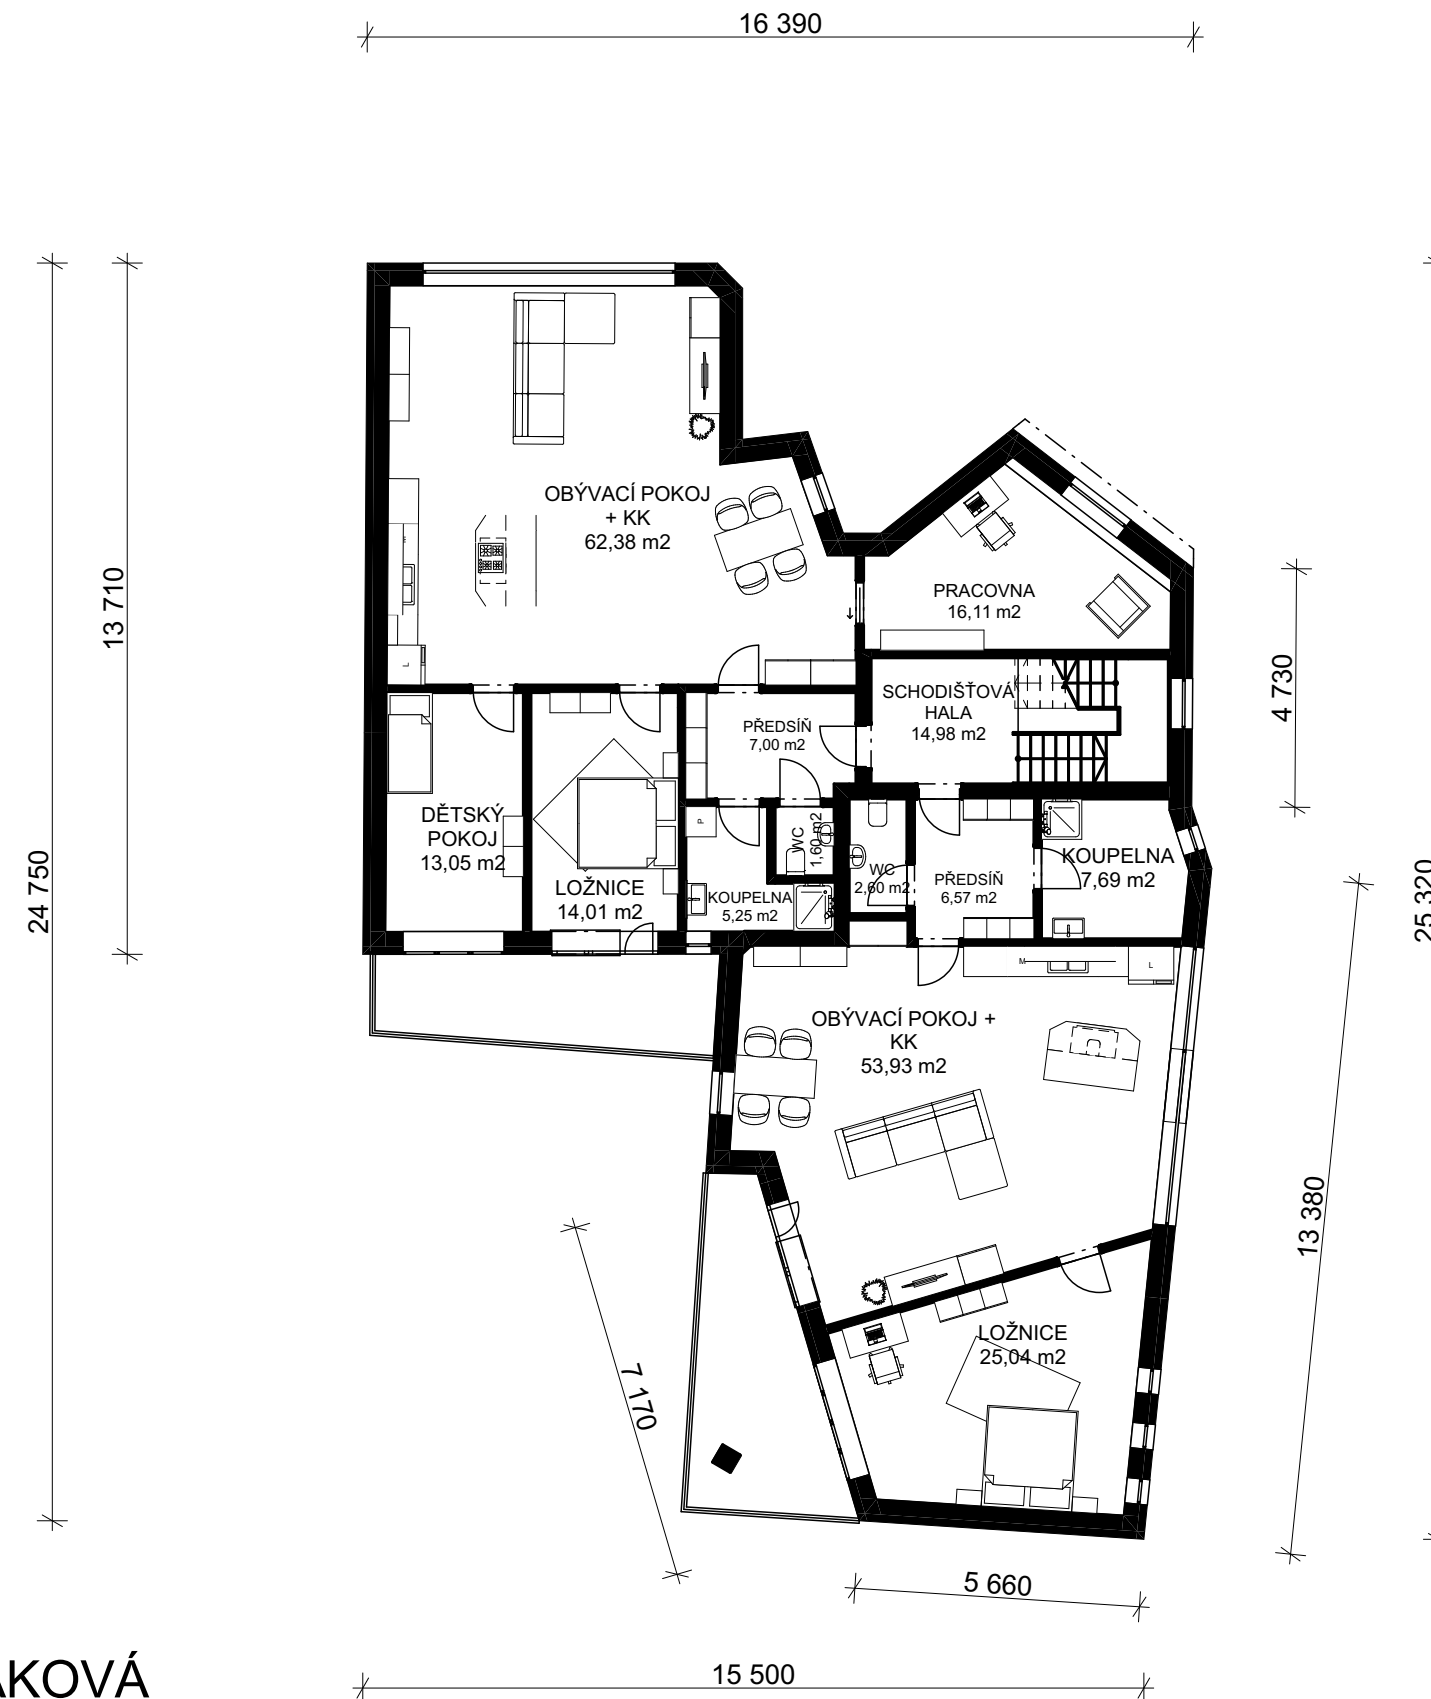 16 390
OBÝVACÍ POKOJ
+ KK
62,38 m2
PRACOVNA
16,11 m2
13 710
4 730
SCHODIŠŤOVÁ
HALA
14,98 m2
PŘEDSÍŇ
7,00 m2
L
DĚTSKÝ
POKOJ
13,05 m2
P
WC
1,60 m2
LOŽNICE
14,01 m2
KOUPELNA
5,25 m2
WC
2,60 m2
PŘEDSÍŇ
6,57 m2
KOUPELNA
7,69 m2
24 750
25 320
M
L
OBÝVACÍ POKOJ +
KK
53,93 m2
13 380
LOŽNICE
25,04 m2
7 170
5 660
15 500
AKOVÁ